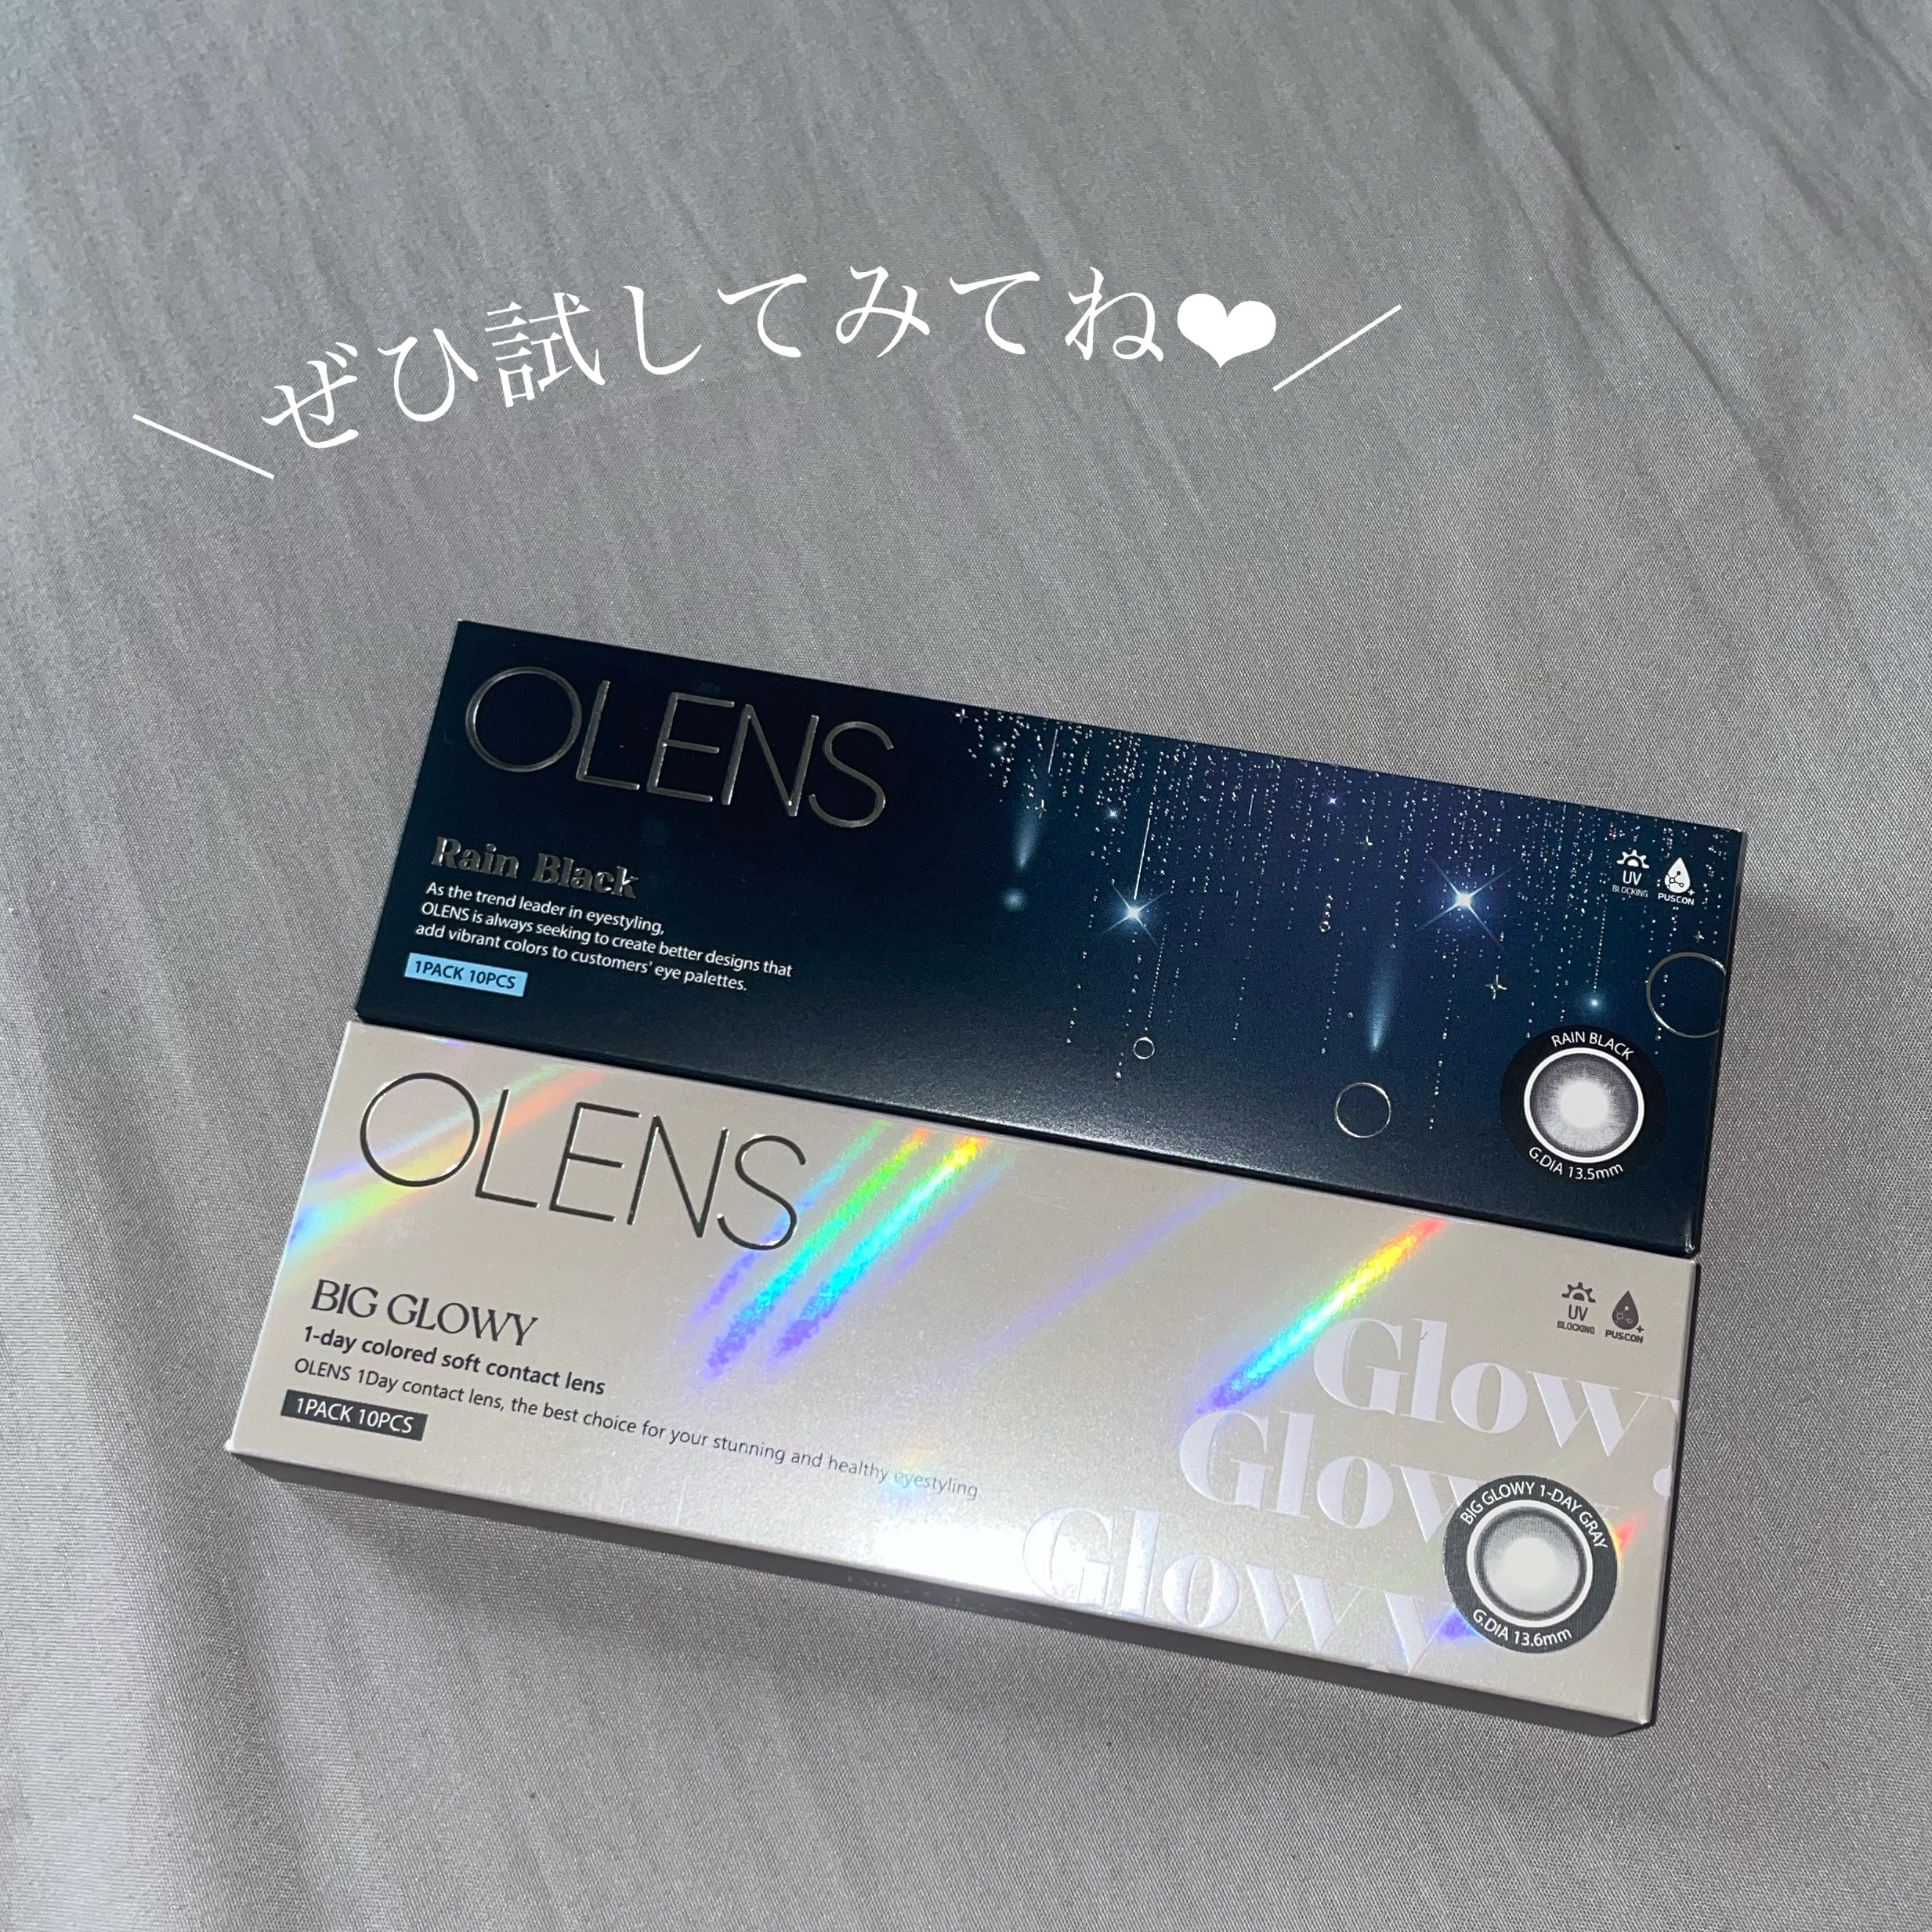 ＼ぜひ試してみてね❤／
OLENS
Rain Black
As the trend leader in eyestyling,
OLENS is always seeking to create better designs that
add vibrant colors to customers' eye palettes.
1PACK 10PCS
UV
BLOCKING
PUSCON
RAIN BLACK
G.DIA 13.5mm
OLENS
BIG GLOWY
1-day colored soft contact lens
OLENS 1Day contact lens, the best choice for your stunning and healthy eyestyling
1PACK 10PCS
UV
BLOCKING
PUSCON
Glowy
Glowy
Glowy
BIG GLOWY 1-DAY GRAY
G.DIA 13.6mm